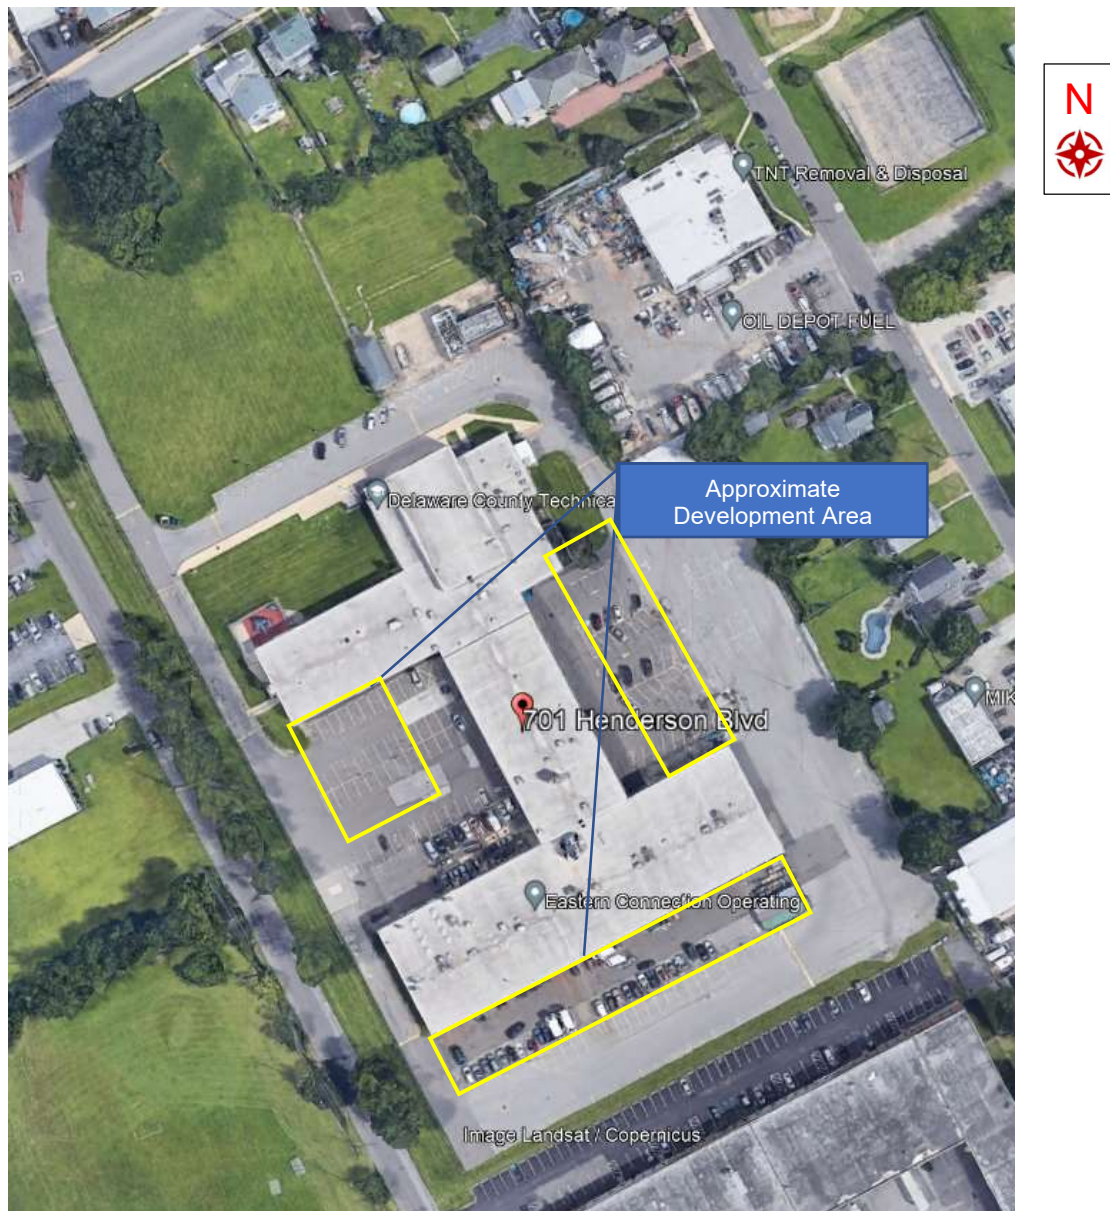 N
TNT Removal & Disposal
OIL DEPOT FUEL
Delaware County Technica
Approximate
Development Area
MIK
701 Henderson Blvd
Eastern Connection Operating
Image Landsat / Copernicus